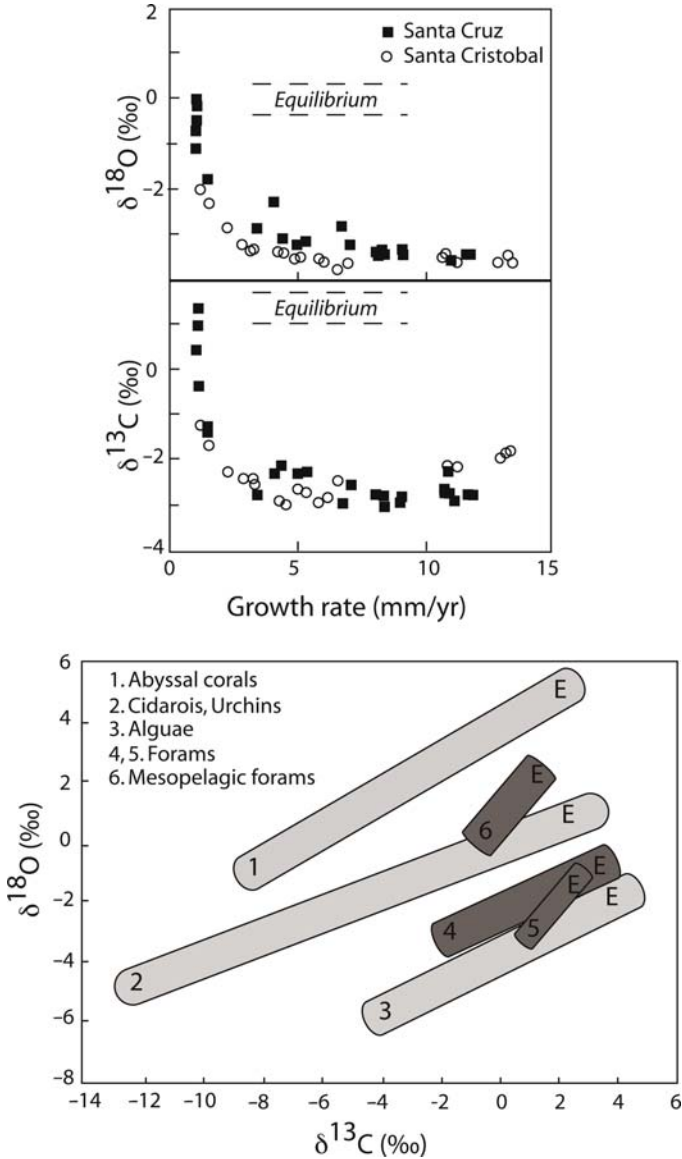 2
■ Santa Cruz
○ Santa Cristobal
0
Equilibrium
−2
δ18O (‰)
Equilibrium
0
−2
−4
δ13C (‰)
0 5 10 15
Growth rate (mm/yr)
6
4
2
0
−2
−4
−6
−8
δ18O (‰)
1. Abyssal corals
2. Cidarois, Urchins
3. Alguae
4, 5. Forams
6. Mesopelagic forams
E
E
E
6
E
1
E
E
4
5
2
3
−14 −12 −10 −8 −6 −4 −2 0 2 4 6
δ13C (‰)